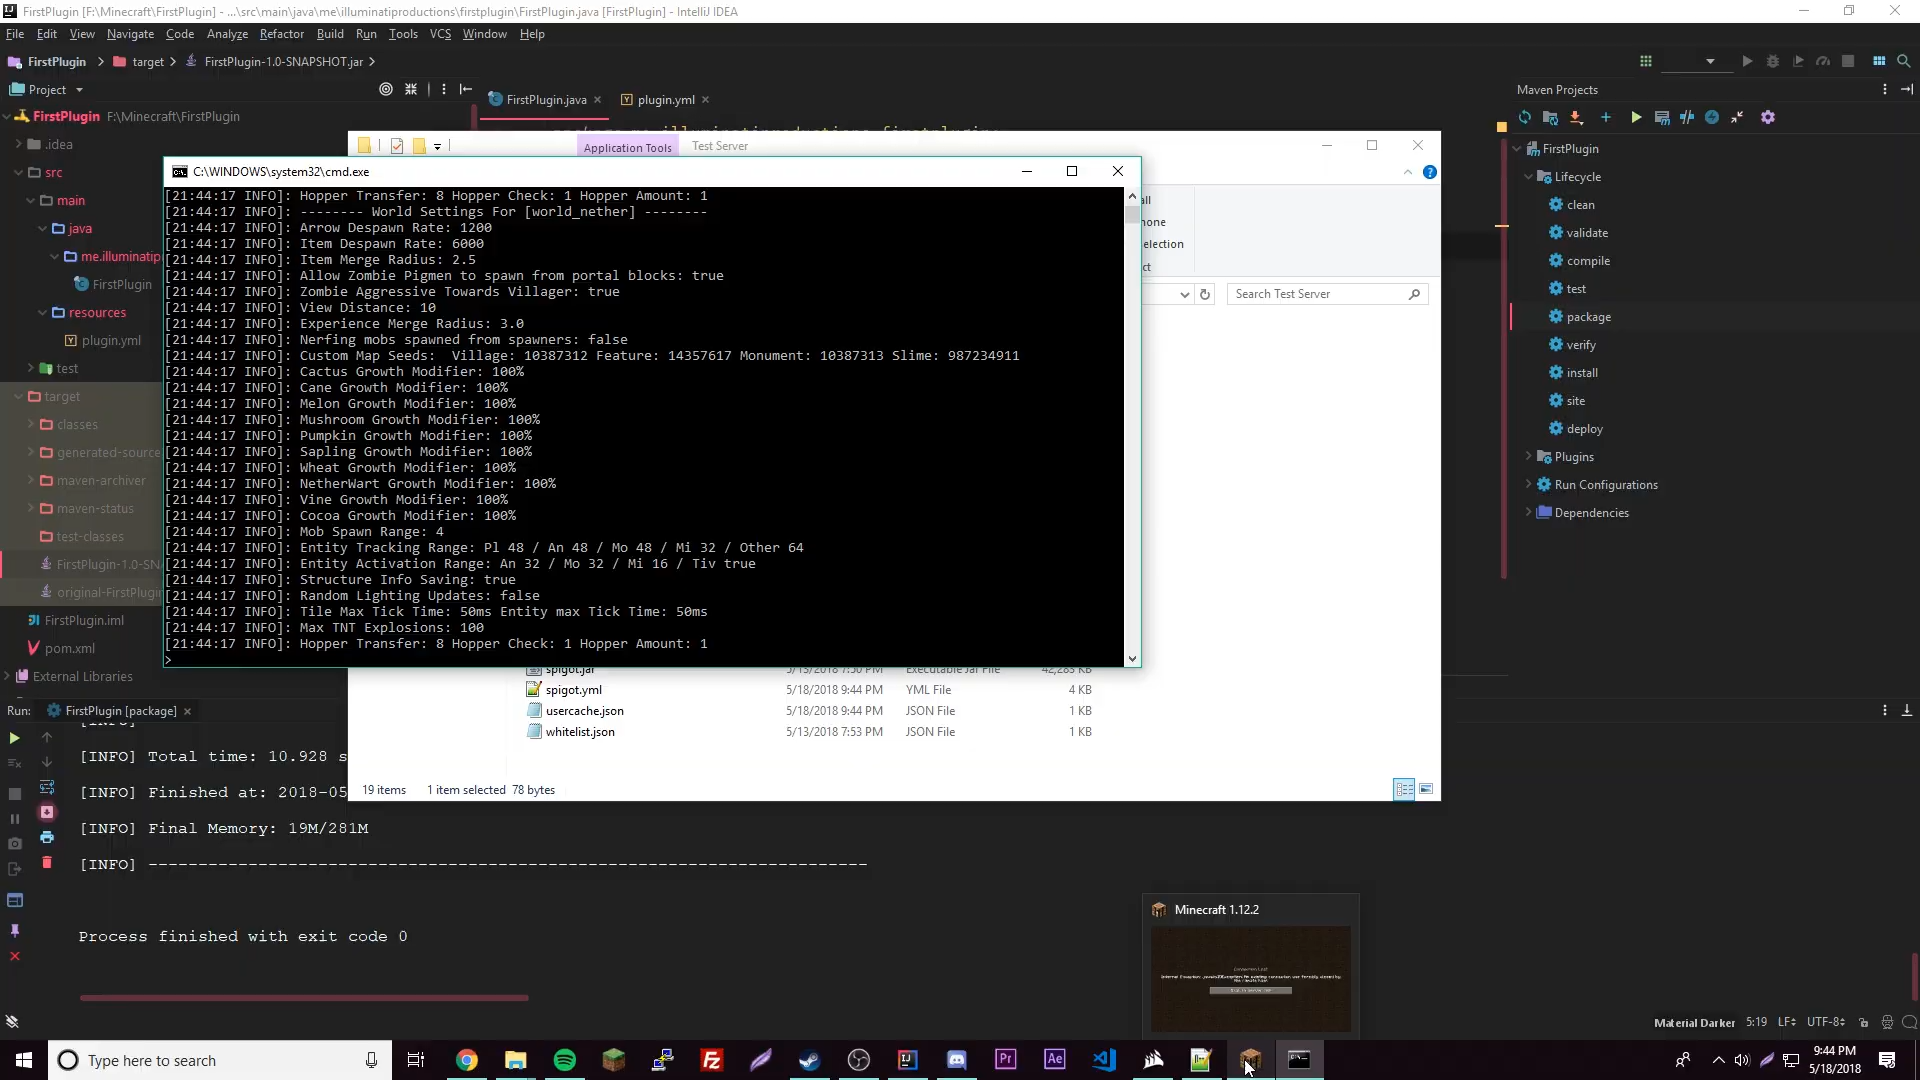 FirstPlugin [F:\Minecraft\FirstPlugin] - ...\src\main\java\me\illuminatiproductions\firstplugin\FirstPlugin.java [FirstPlugin] - IntelliJ IDEA
File Edit View Navigate Code Analyze Refactor Build Run Tools VCS Window Help
FirstPlugin target FirstPlugin-1.0-SNAPSHOT.jar
Project
FirstPlugin.java
plugin.yml
Maven Projects
FirstPlugin F:\Minecraft\FirstPlugin
.idea
src
main
java
me.illuminatip
FirstPlugin
resources
plugin.yml
test
target
classes
generated-source
maven-archiver
maven-status
test-classes
FirstPlugin-1.0-SNA
original-FirstPlugin
FirstPlugin.iml
pom.xml
External Libraries
Application Tools
Test Server
C:\WINDOWS\system32\cmd.exe
[21:44:17 INFO]: Hopper Transfer: 8 Hopper Check: 1 Hopper Amount: 1
[21:44:17 INFO]: -------- World Settings For [world_nether] --------
[21:44:17 INFO]: Arrow Despawn Rate: 1200
[21:44:17 INFO]: Item Despawn Rate: 6000
[21:44:17 INFO]: Item Merge Radius: 2.5
[21:44:17 INFO]: Allow Zombie Pigmen to spawn from portal blocks: true
[21:44:17 INFO]: Zombie Aggressive Towards Villager: true
[21:44:17 INFO]: View Distance: 10
[21:44:17 INFO]: Experience Merge Radius: 3.0
[21:44:17 INFO]: Nerfing mobs spawned from spawners: false
[21:44:17 INFO]: Custom Map Seeds:  Village: 10387312 Feature: 14357617 Monument: 10387313 Slime: 987234911
[21:44:17 INFO]: Cactus Growth Modifier: 100%
[21:44:17 INFO]: Cane Growth Modifier: 100%
[21:44:17 INFO]: Melon Growth Modifier: 100%
[21:44:17 INFO]: Mushroom Growth Modifier: 100%
[21:44:17 INFO]: Pumpkin Growth Modifier: 100%
[21:44:17 INFO]: Sapling Growth Modifier: 100%
[21:44:17 INFO]: Wheat Growth Modifier: 100%
[21:44:17 INFO]: NetherWart Growth Modifier: 100%
[21:44:17 INFO]: Vine Growth Modifier: 100%
[21:44:17 INFO]: Cocoa Growth Modifier: 100%
[21:44:17 INFO]: Mob Spawn Range: 4
[21:44:17 INFO]: Entity Tracking Range: Pl 48 / An 48 / Mo 48 / Mi 32 / Other 64
[21:44:17 INFO]: Entity Activation Range: An 32 / Mo 32 / Mi 16 / Tiv true
[21:44:17 INFO]: Structure Info Saving: true
[21:44:17 INFO]: Random Lighting Updates: false
[21:44:17 INFO]: Tile Max Tick Time: 50ms Entity max Tick Time: 50ms
[21:44:17 INFO]: Max TNT Explosions: 100
[21:44:17 INFO]: Hopper Transfer: 8 Hopper Check: 1 Hopper Amount: 1
>
all
none
election
ct
Search Test Server
spigot.jar 5/15/2018 7:50 PM Executable Jar File 42,283 KB
spigot.yml 5/18/2018 9:44 PM YML File 4 KB
usercache.json 5/18/2018 9:44 PM JSON File 1 KB
whitelist.json 5/13/2018 7:53 PM JSON File 1 KB
19 items 1 item selected 78 bytes
FirstPlugin
Lifecycle
clean
validate
compile
test
package
verify
install
site
deploy
Plugins
Run Configurations
Dependencies
Run: FirstPlugin [package]
[INFO] Total time: 10.928 s
[INFO] Finished at: 2018-05
[INFO] Final Memory: 19M/281M
[INFO] ------------------------------------------------------------------------
Process finished with exit code 0
Minecraft 1.12.2
Material Darker 5:19 LF UTF-8
Type here to search
9:44 PM
5/18/2018